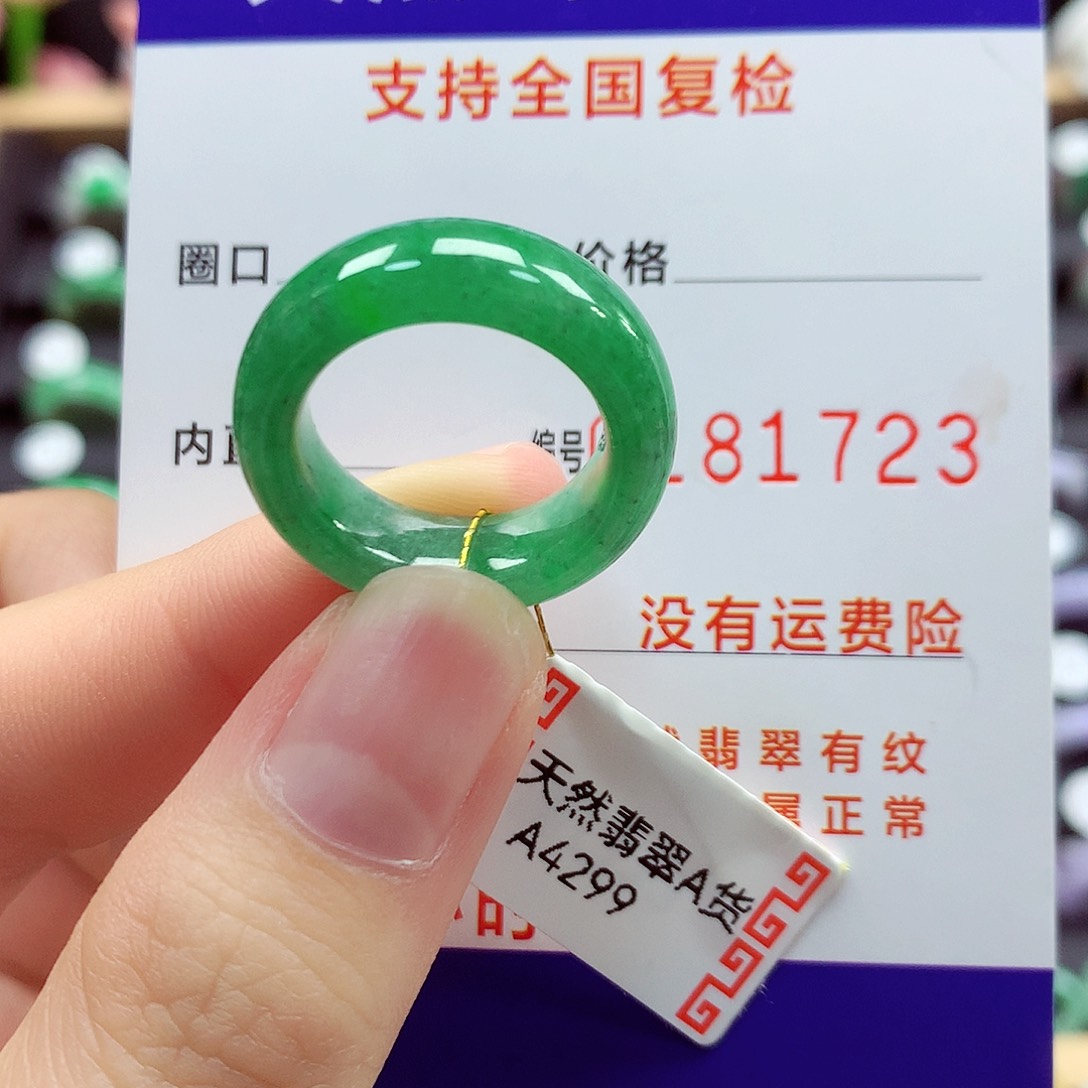 支持全国复检
圈口
价格
内
编号 81723
没有运费险
翡翠有纹
属正常
的
天然翡翠A货
A4299